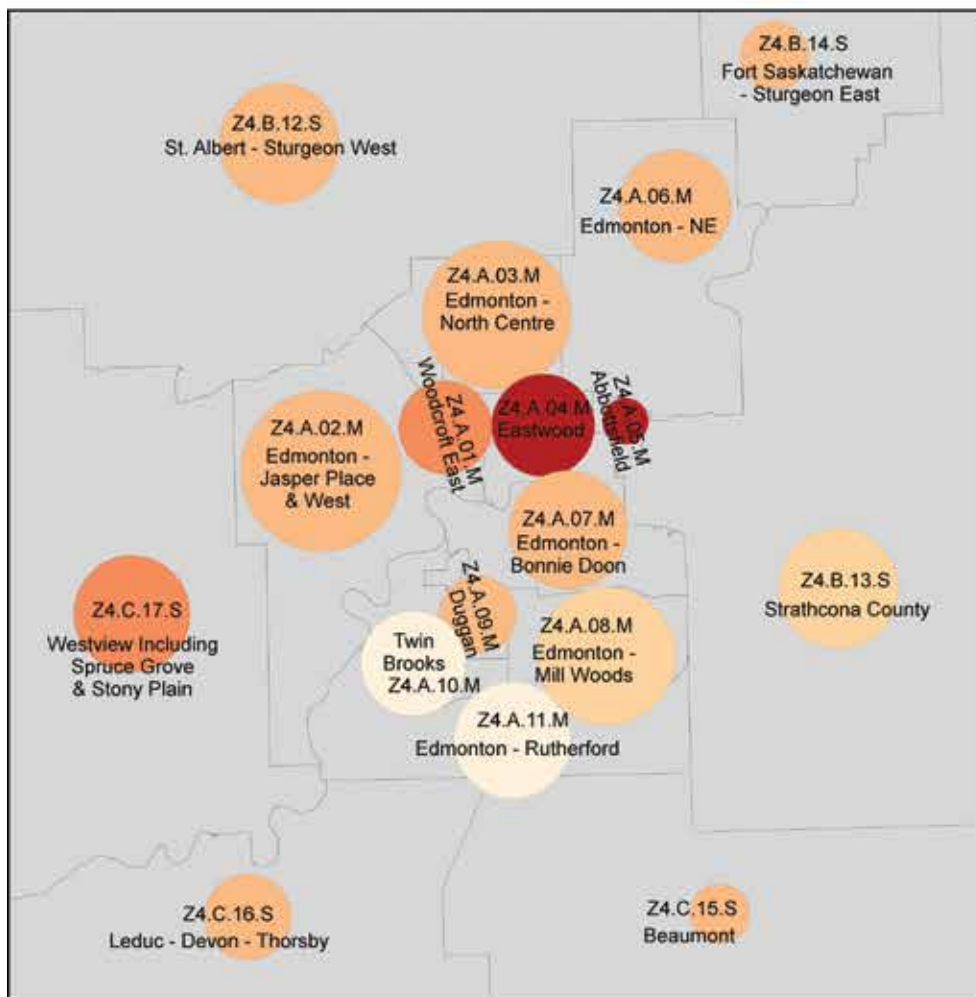 Z4.B.14.S
Fort Saskatchewan
- Sturgeon East
Z4.B.12.S
St. Albert - Sturgeon West
Z4.A.06.M
Edmonton - NE
Z4.A.03.M
Edmonton -
North Centre
Z4.A.01.M
Woodcroft East
Z4.A.04.M
Eastwood
Z4.A.05.M
Abbottsfield
Z4.A.02.M
Edmonton -
Jasper Place
& West
Z4.A.07.M
Edmonton -
Bonnie Doon
Z4.B.13.S
Strathcona County
Z4.C.17.S
Westview Including
Spruce Grove
& Stony Plain
Z4.A.09.M
Duggan
Twin
Brooks
Z4.A.10.M
Z4.A.08.M
Edmonton -
Mill Woods
Z4.A.11.M
Edmonton - Rutherford
Z4.C.16.S
Leduc - Devon - Thorsby
Z4.C.15.S
Beaumont